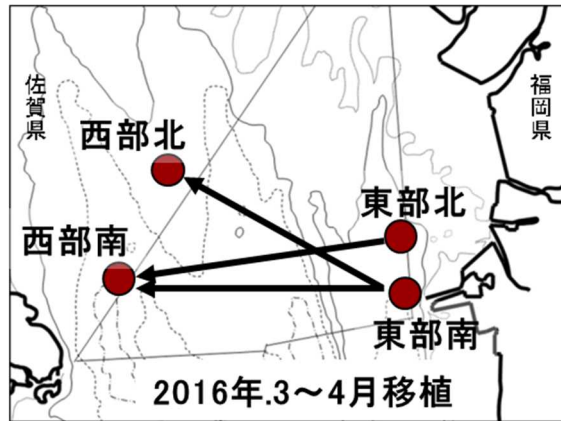 佐賀県
福岡県
西部北
東部北
西部南
東部南
2016年.3～4月移植